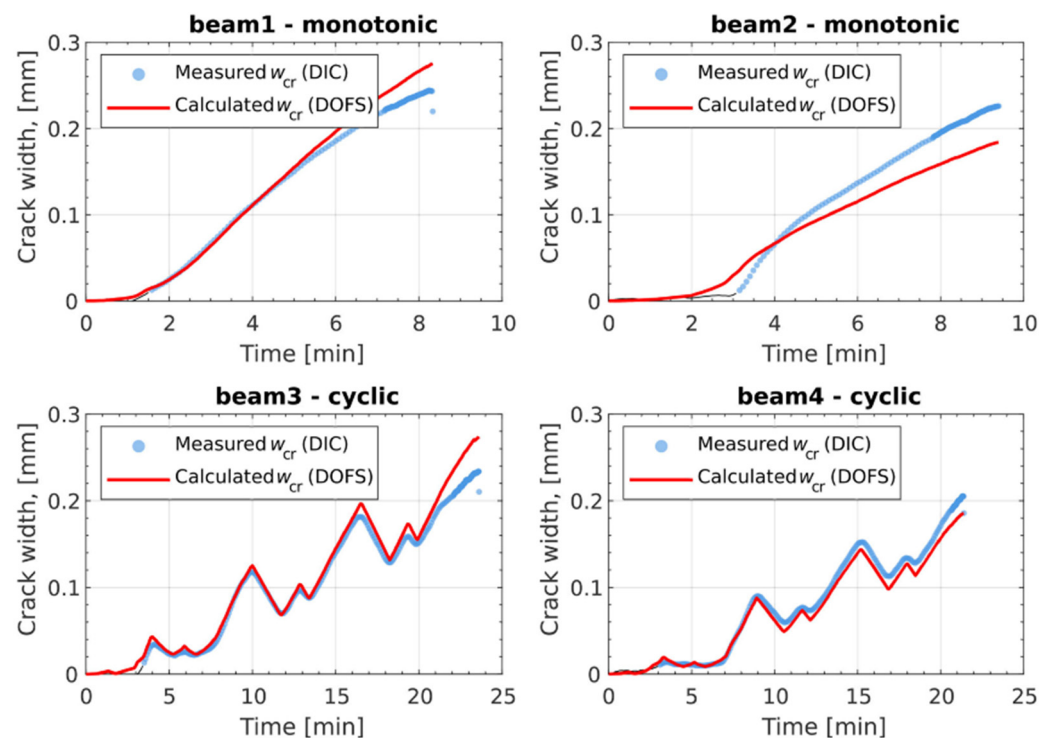 beam1 - monotonic
0.3
0.2
0.1
0
Crack width, [mm]
Measured w_cr (DIC)
Calculated w_cr (DOFS)
0 2 4 6 8 10
Time [min]
beam2 - monotonic
0.3
0.2
0.1
0
Crack width, [mm]
Measured w_cr (DIC)
Calculated w_cr (DOFS)
0 2 4 6 8 10
Time [min]
beam3 - cyclic
0.3
0.2
0.1
0
Crack width, [mm]
Measured w_cr (DIC)
Calculated w_cr (DOFS)
0 5 10 15 20 25
Time [min]
beam4 - cyclic
0.3
0.2
0.1
0
Crack width, [mm]
Measured w_cr (DIC)
Calculated w_cr (DOFS)
0 5 10 15 20 25
Time [min]